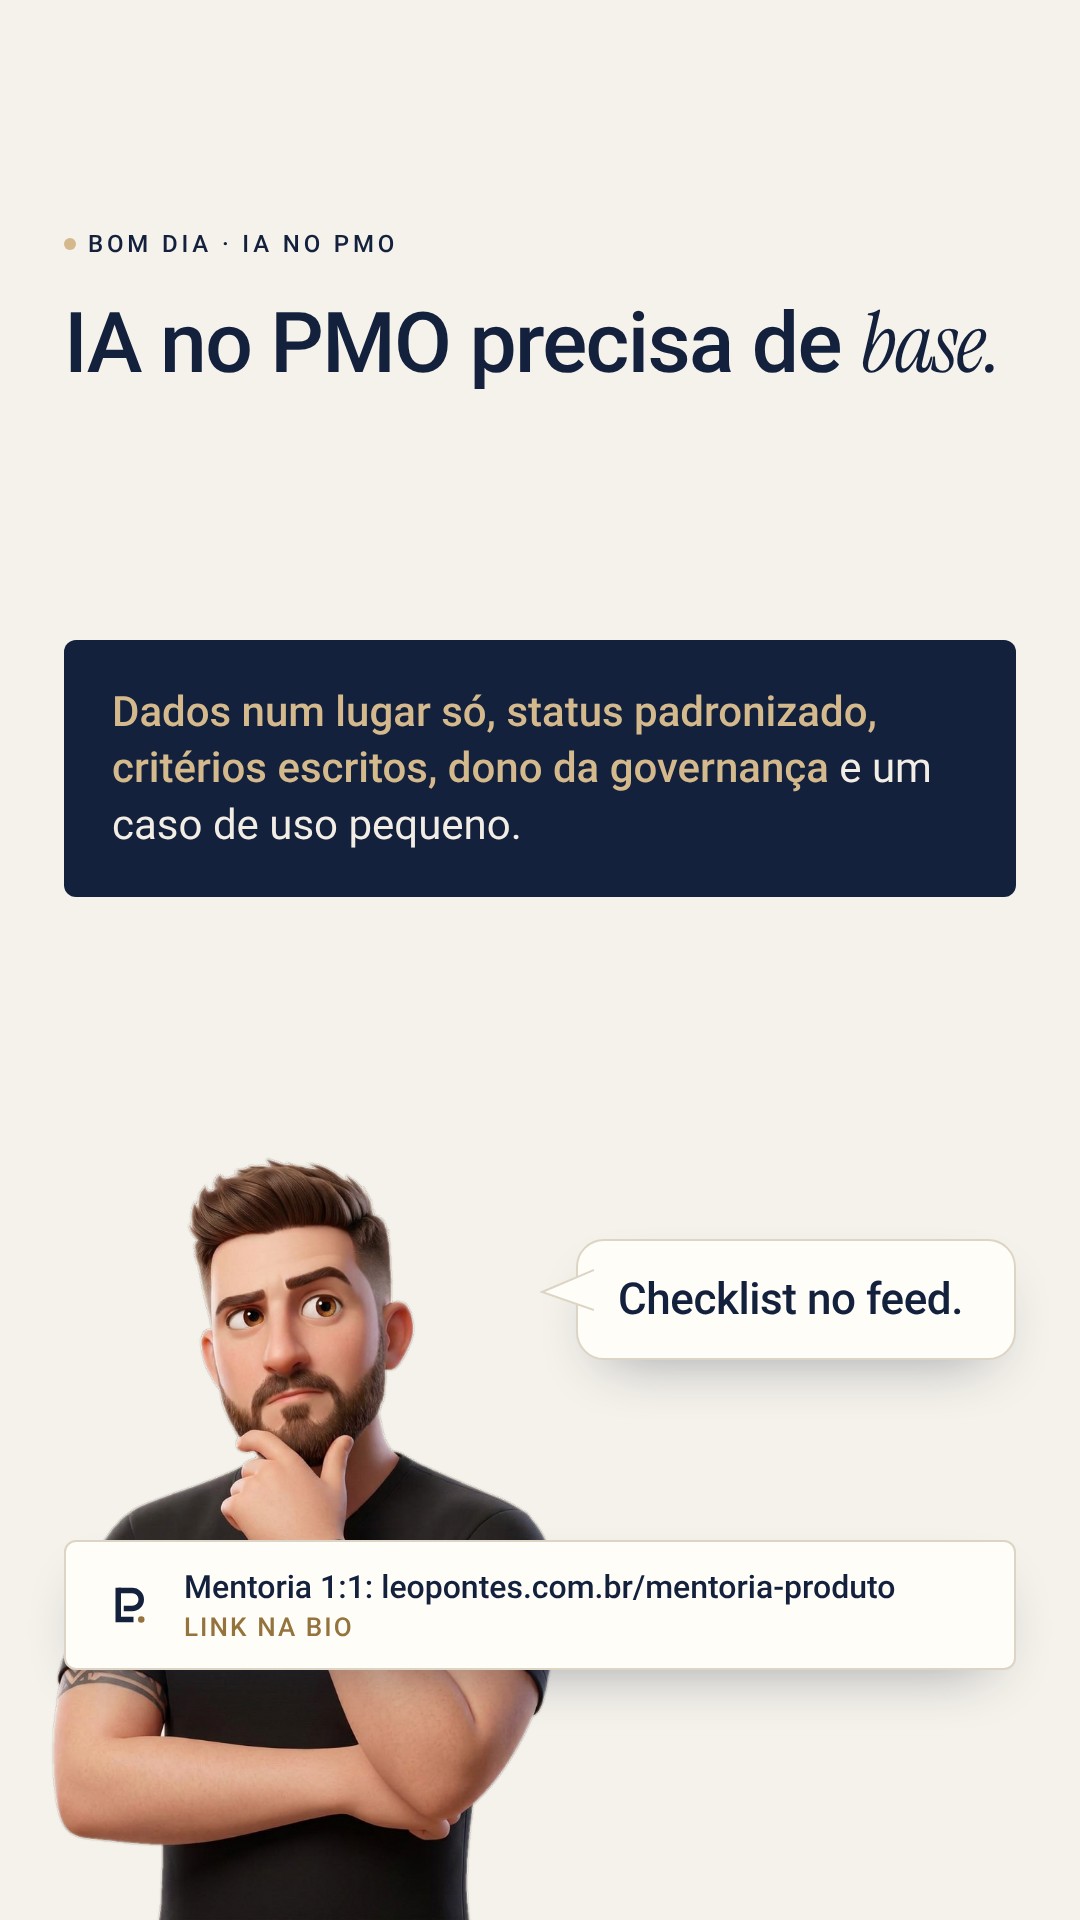 BOM DIA · IA NO PMO
IA no PMO precisa de base.
Dados num lugar só, status padronizado,
critérios escritos, dono da governança e um
caso de uso pequeno.
Checklist no feed.
Mentoria 1:1: leopontes.com.br/mentoria-produto
LINK NA BIO